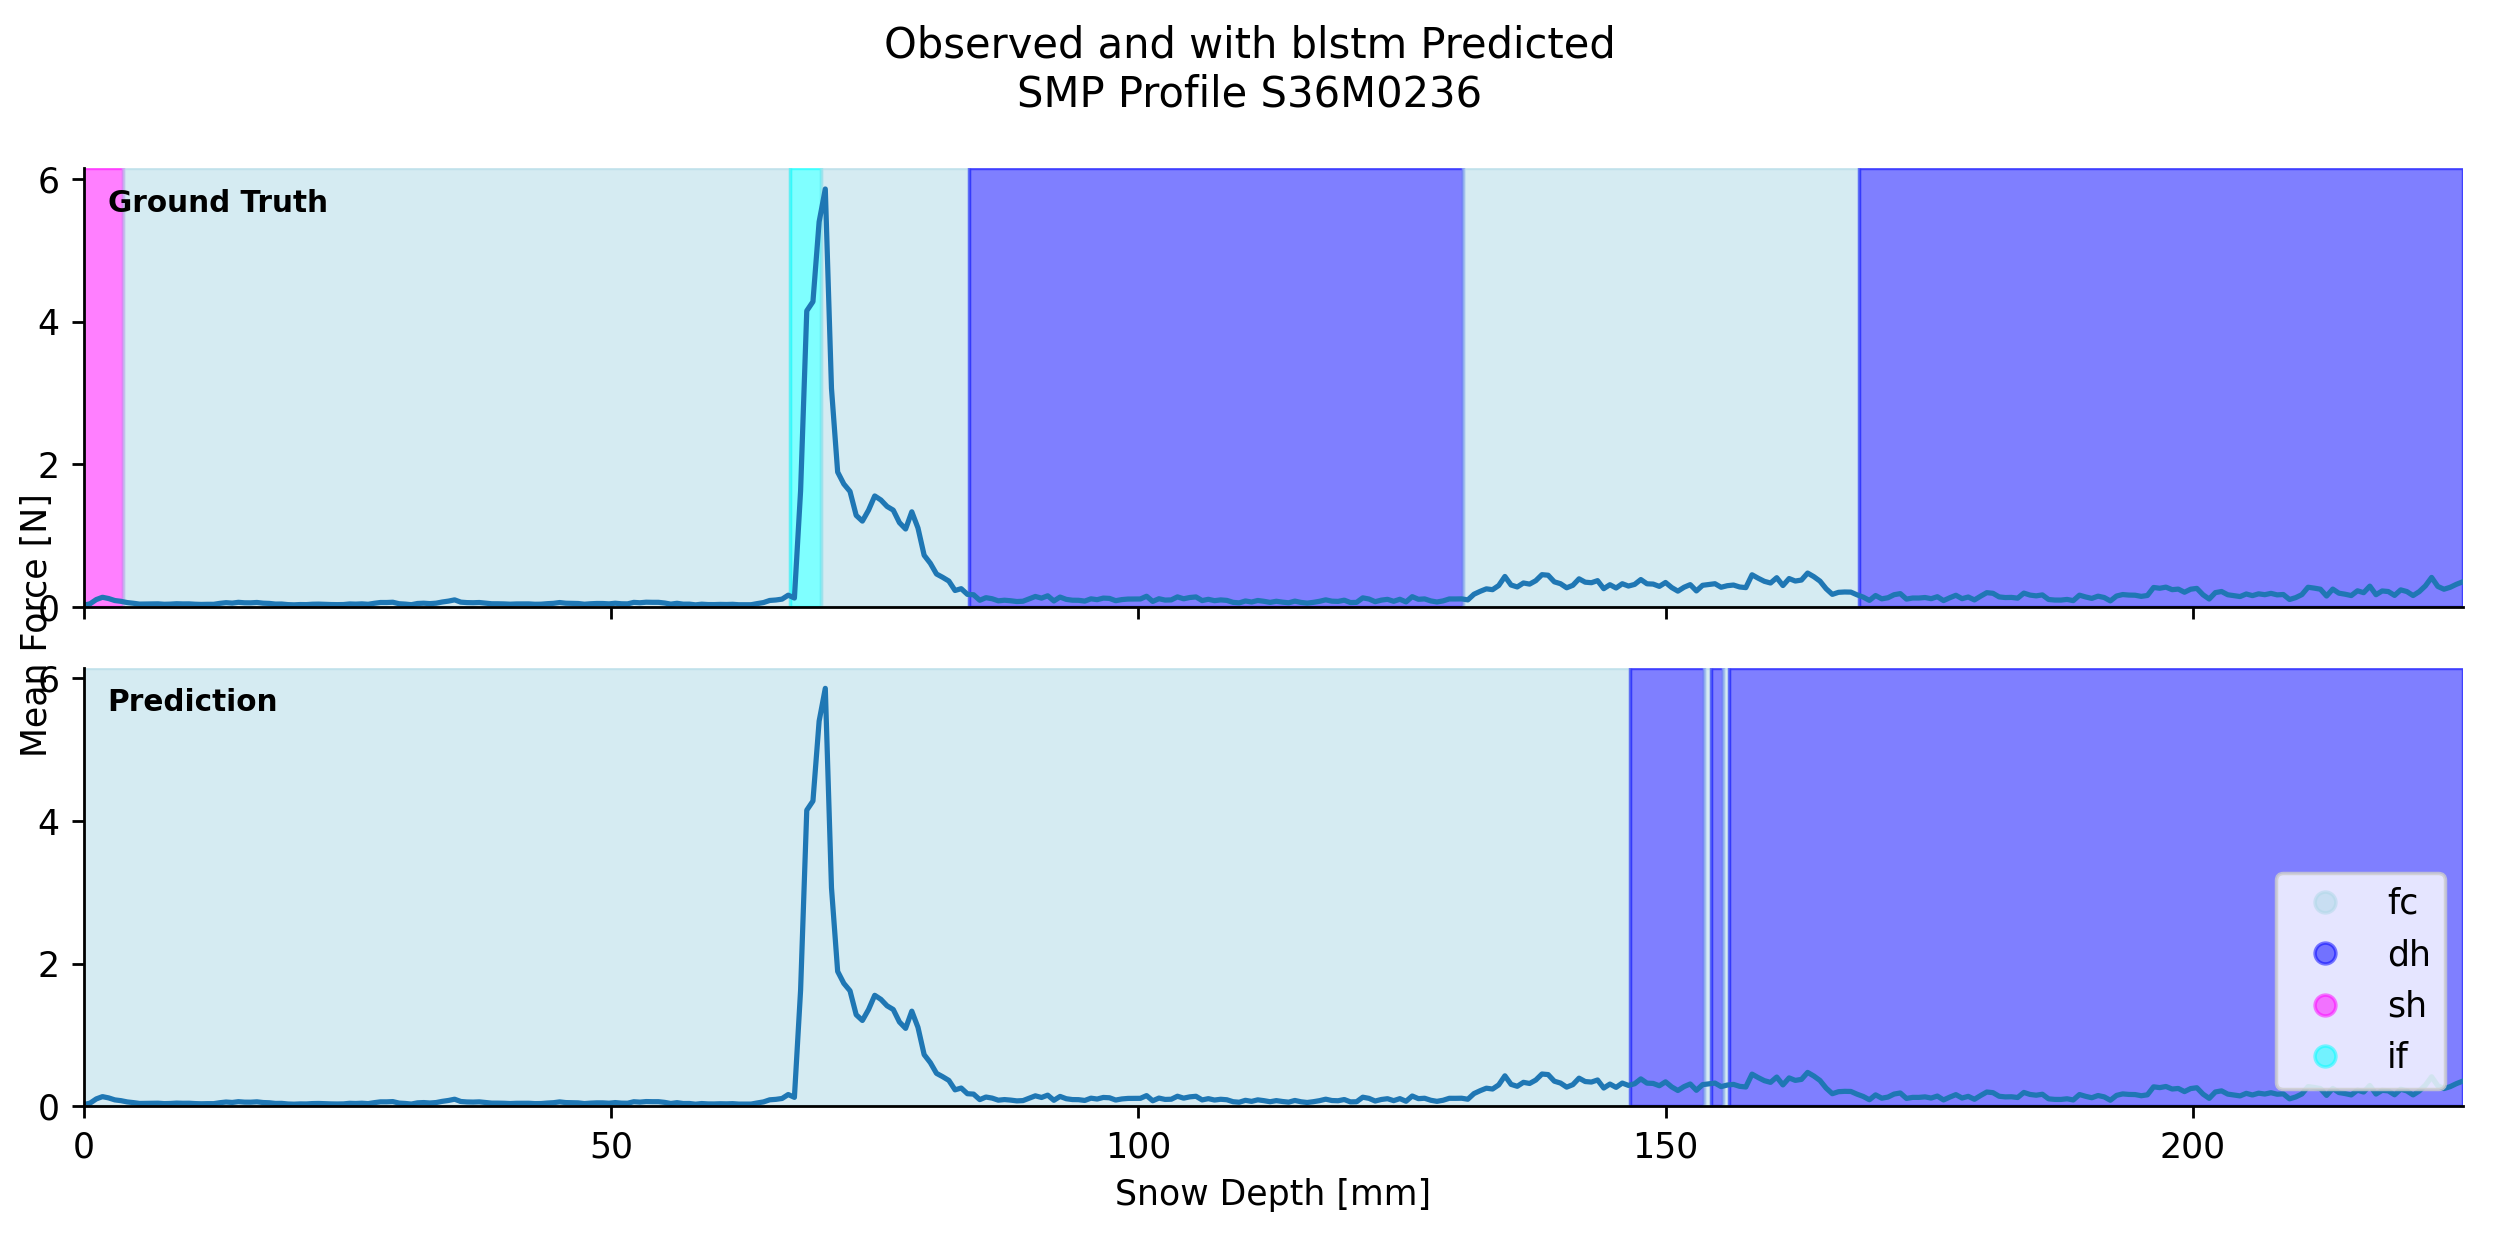 Observed and with blstm Predicted
SMP Profile S36M0236
Mean Force [N]
6
Ground Truth
4
2
0
6
Prediction
4
2
0
fc
dh
sh
if
0 50 100 150 200
Snow Depth [mm]